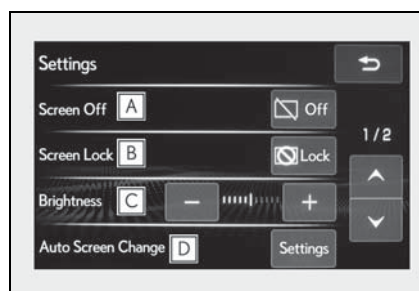 Settings
Screen Off A Off
1/2
Screen Lock B Lock
Brightness C − +
Auto Screen Change D Settings